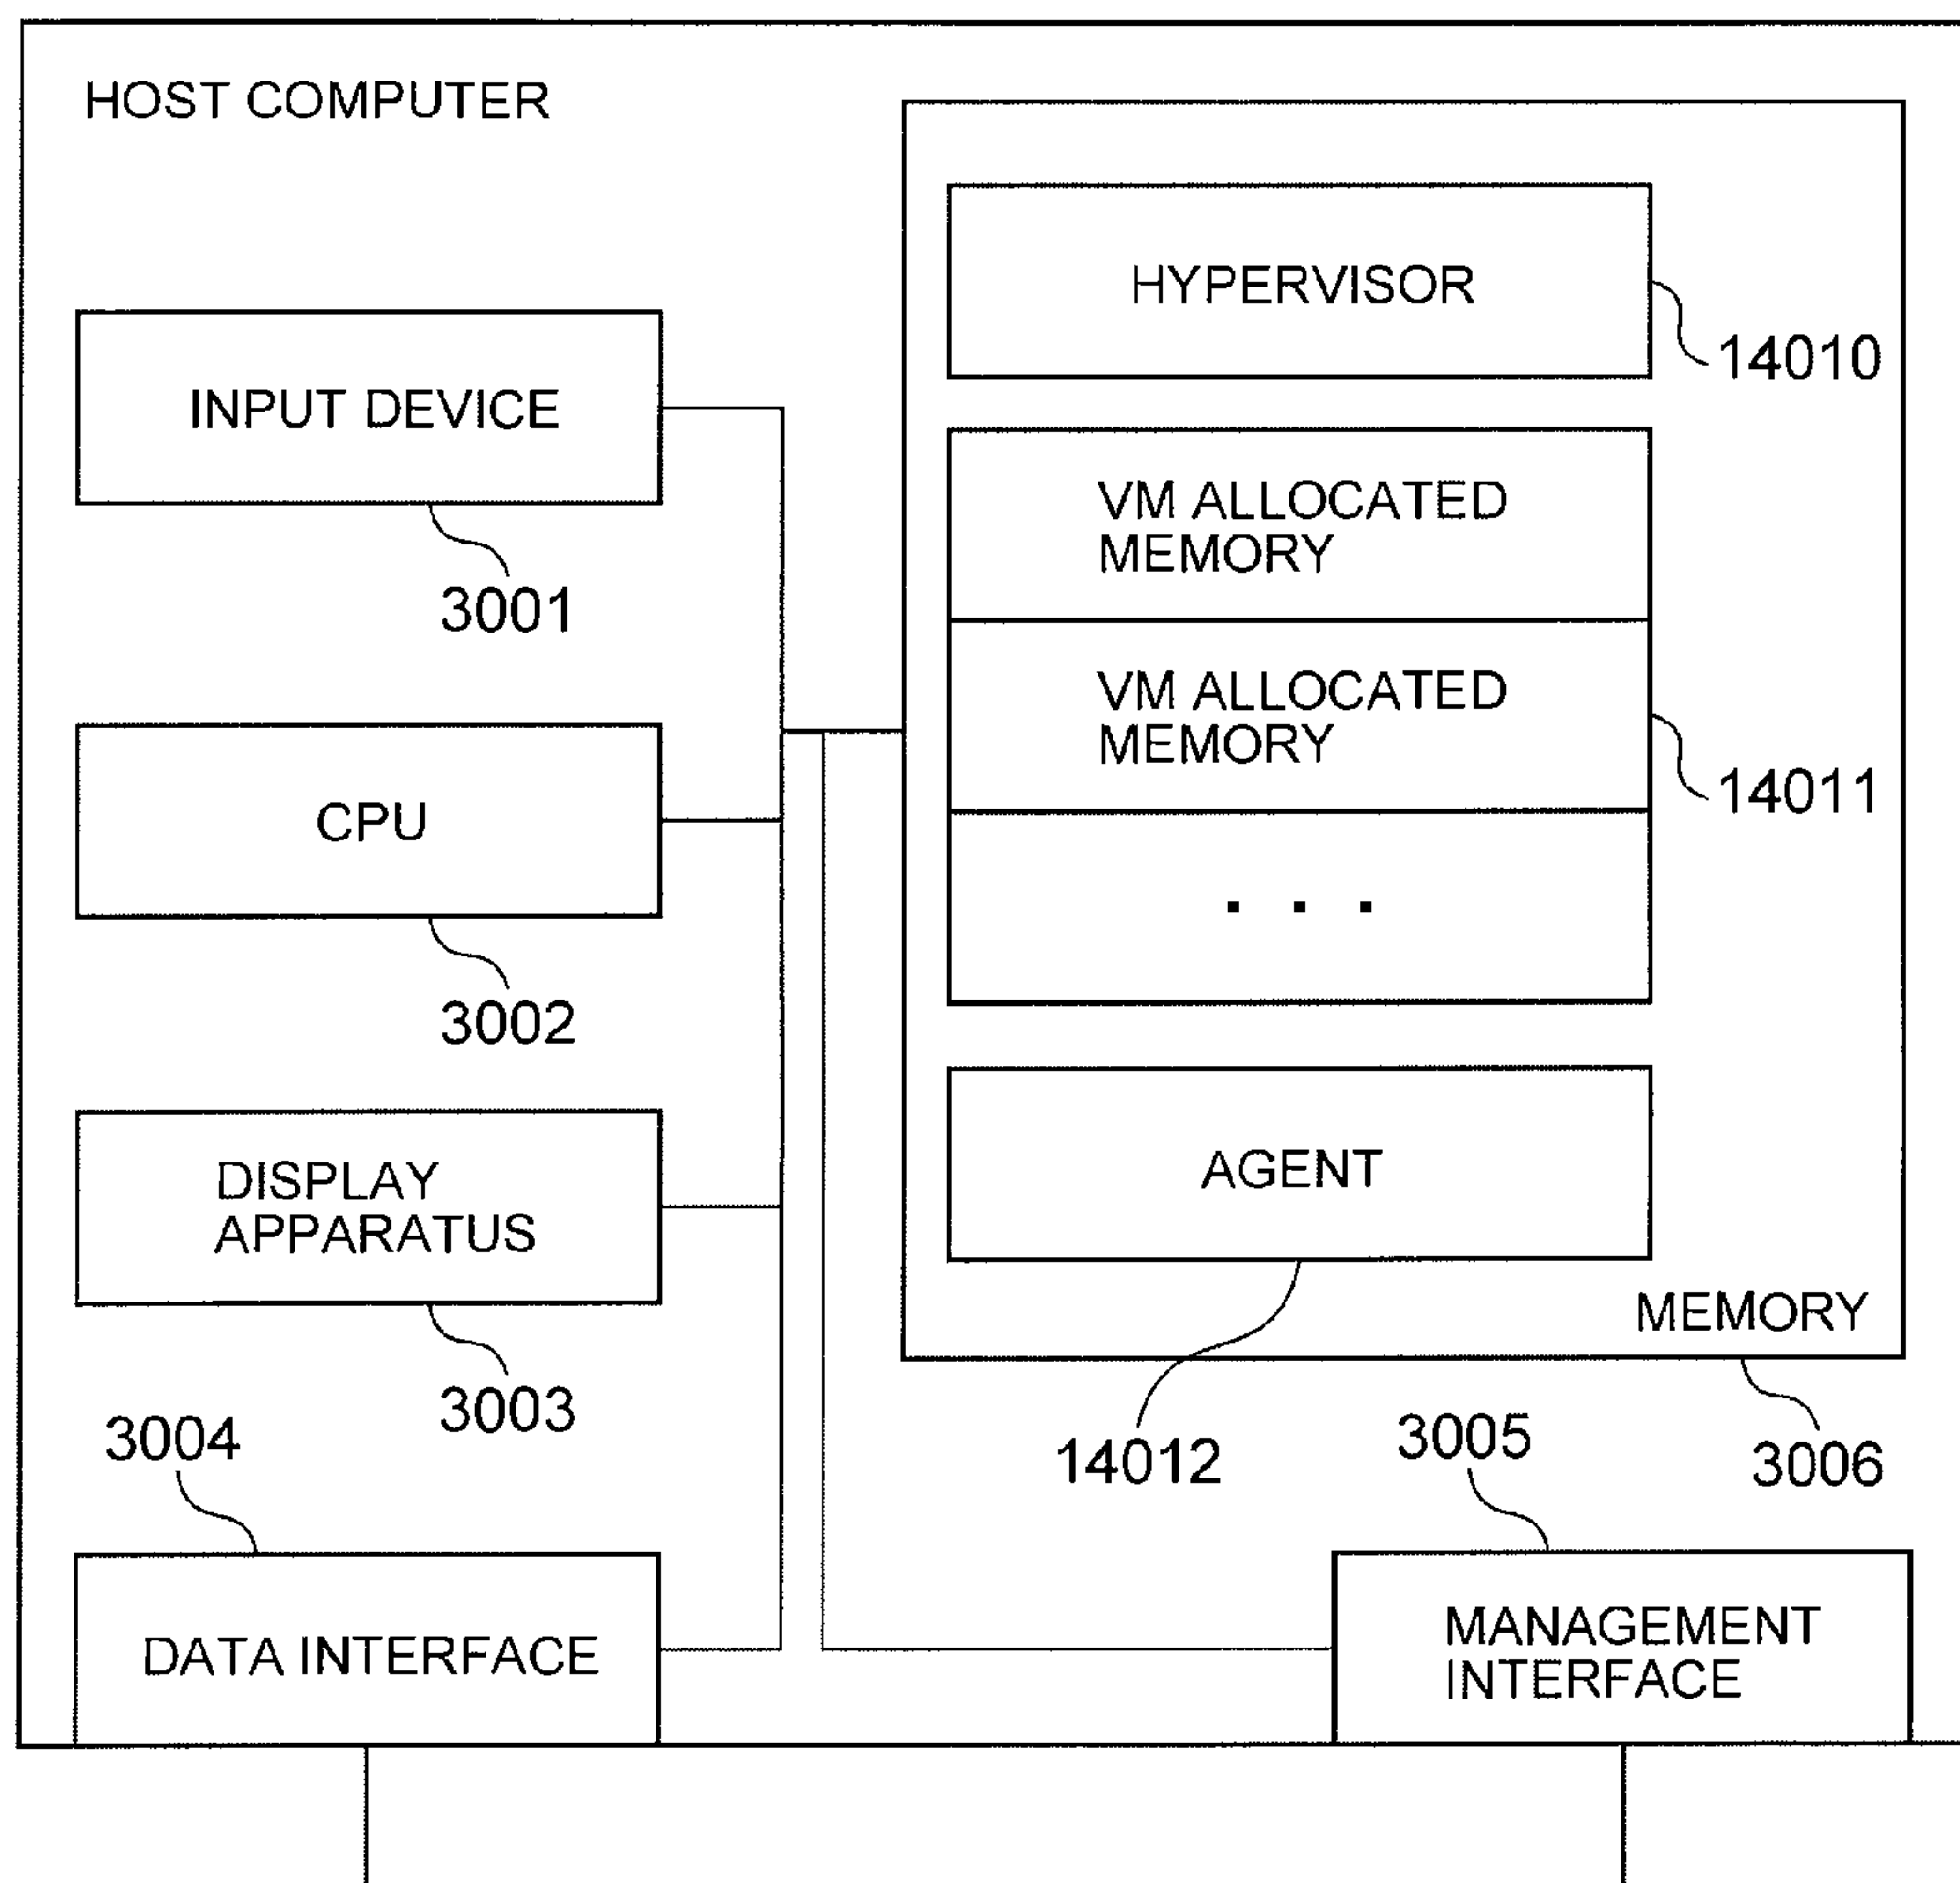 HOST COMPUTER
HYPERVISOR
14010
INPUT DEVICE
3001
VM ALLOCATED
MEMORY
VM ALLOCATED
MEMORY
14011
CPU
3002
. . .
DISPLAY
APPARATUS
3003
AGENT
14012
MEMORY
3006
3004
DATA INTERFACE
3005
MANAGEMENT
INTERFACE